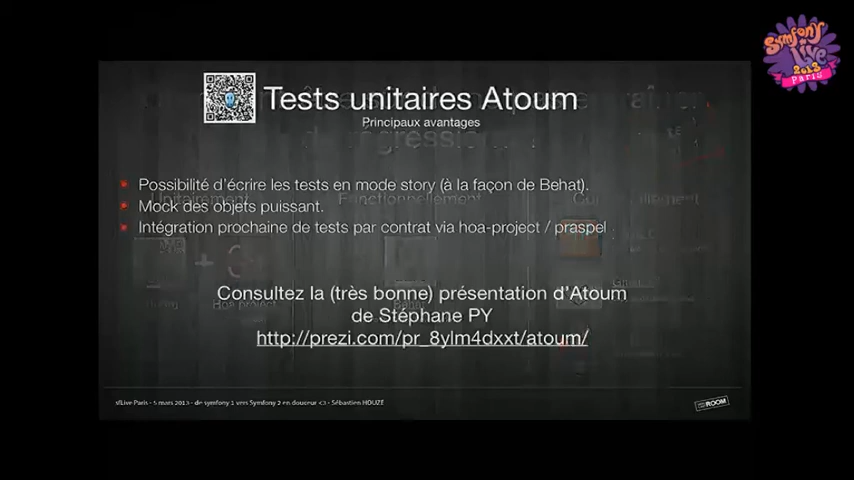 Symfony
Live
2013
Paris
Tests unitaires Atoum
Principaux avantages
Possibilité d'écrire les tests en mode story (à la façon de Behat).
Mock des objets puissant.
Intégration prochaine de tests par contrat via hoa-project / praspel
Consultez la (très bonne) présentation d'Atoum
de Stéphane PY
http://prezi.com/pr_8ylm4dxxt/atoum/
sfLive Paris - 5 mars 2013 - de symfony 1 vers Symfony 2 en douceur <3 - Sébastien HOUZE
ROOM